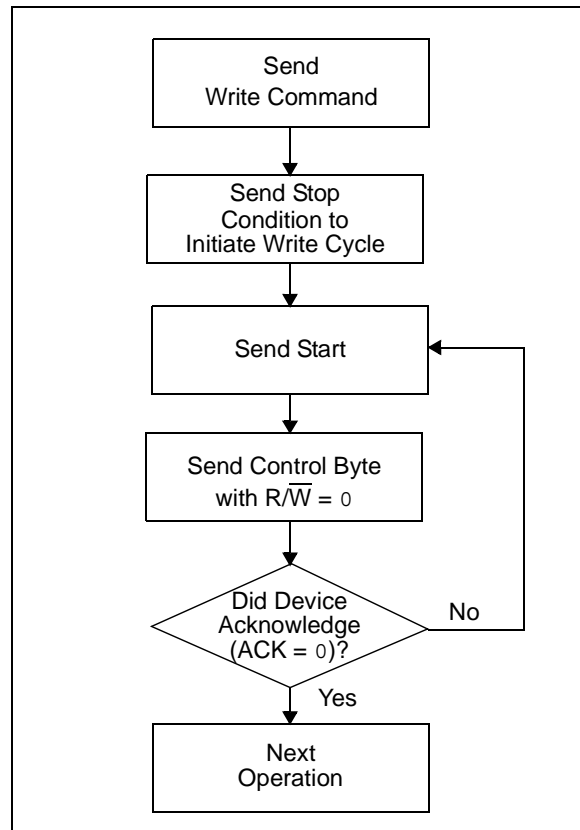 Send
Write Command
Send Stop
Condition to
Initiate Write Cycle
Send Start
Send Control Byte
with R/W̅ = 0
Did Device
Acknowledge
(ACK = 0)?
No
Yes
Next
Operation